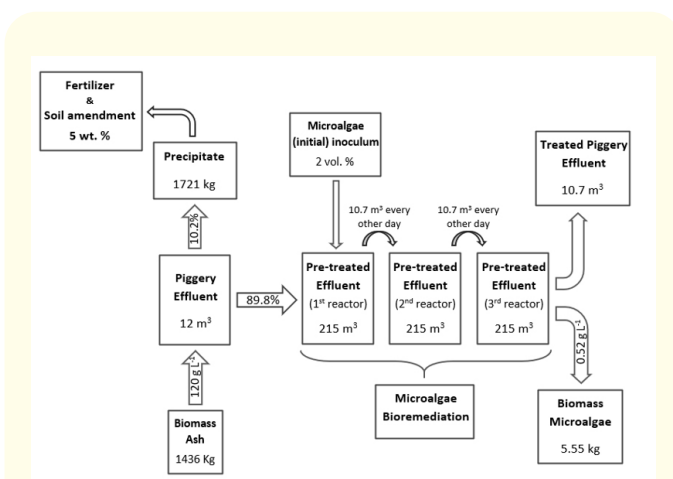 Fertilizer
&
Soil amendment
5 wt. %
Precipitate
1721 kg
10.2%
Piggery
Effluent
12 m³
120 g L⁻¹
Biomass
Ash
1436 Kg
89.8%
Microalgae
(initial) inoculum
2 vol. %
10.7 m³ every
other day
10.7 m³ every
other day
Pre-treated
Effluent
(1ˢᵗ reactor)
215 m³
Pre-treated
Effluent
(2ⁿᵈ reactor)
215 m³
Pre-treated
Effluent
(3ʳᵈ reactor)
215 m³
Microalgae
Bioremediation
Treated Piggery
Effluent
10.7 m³
0.52 g L⁻¹
Biomass
Microalgae
5.55 kg